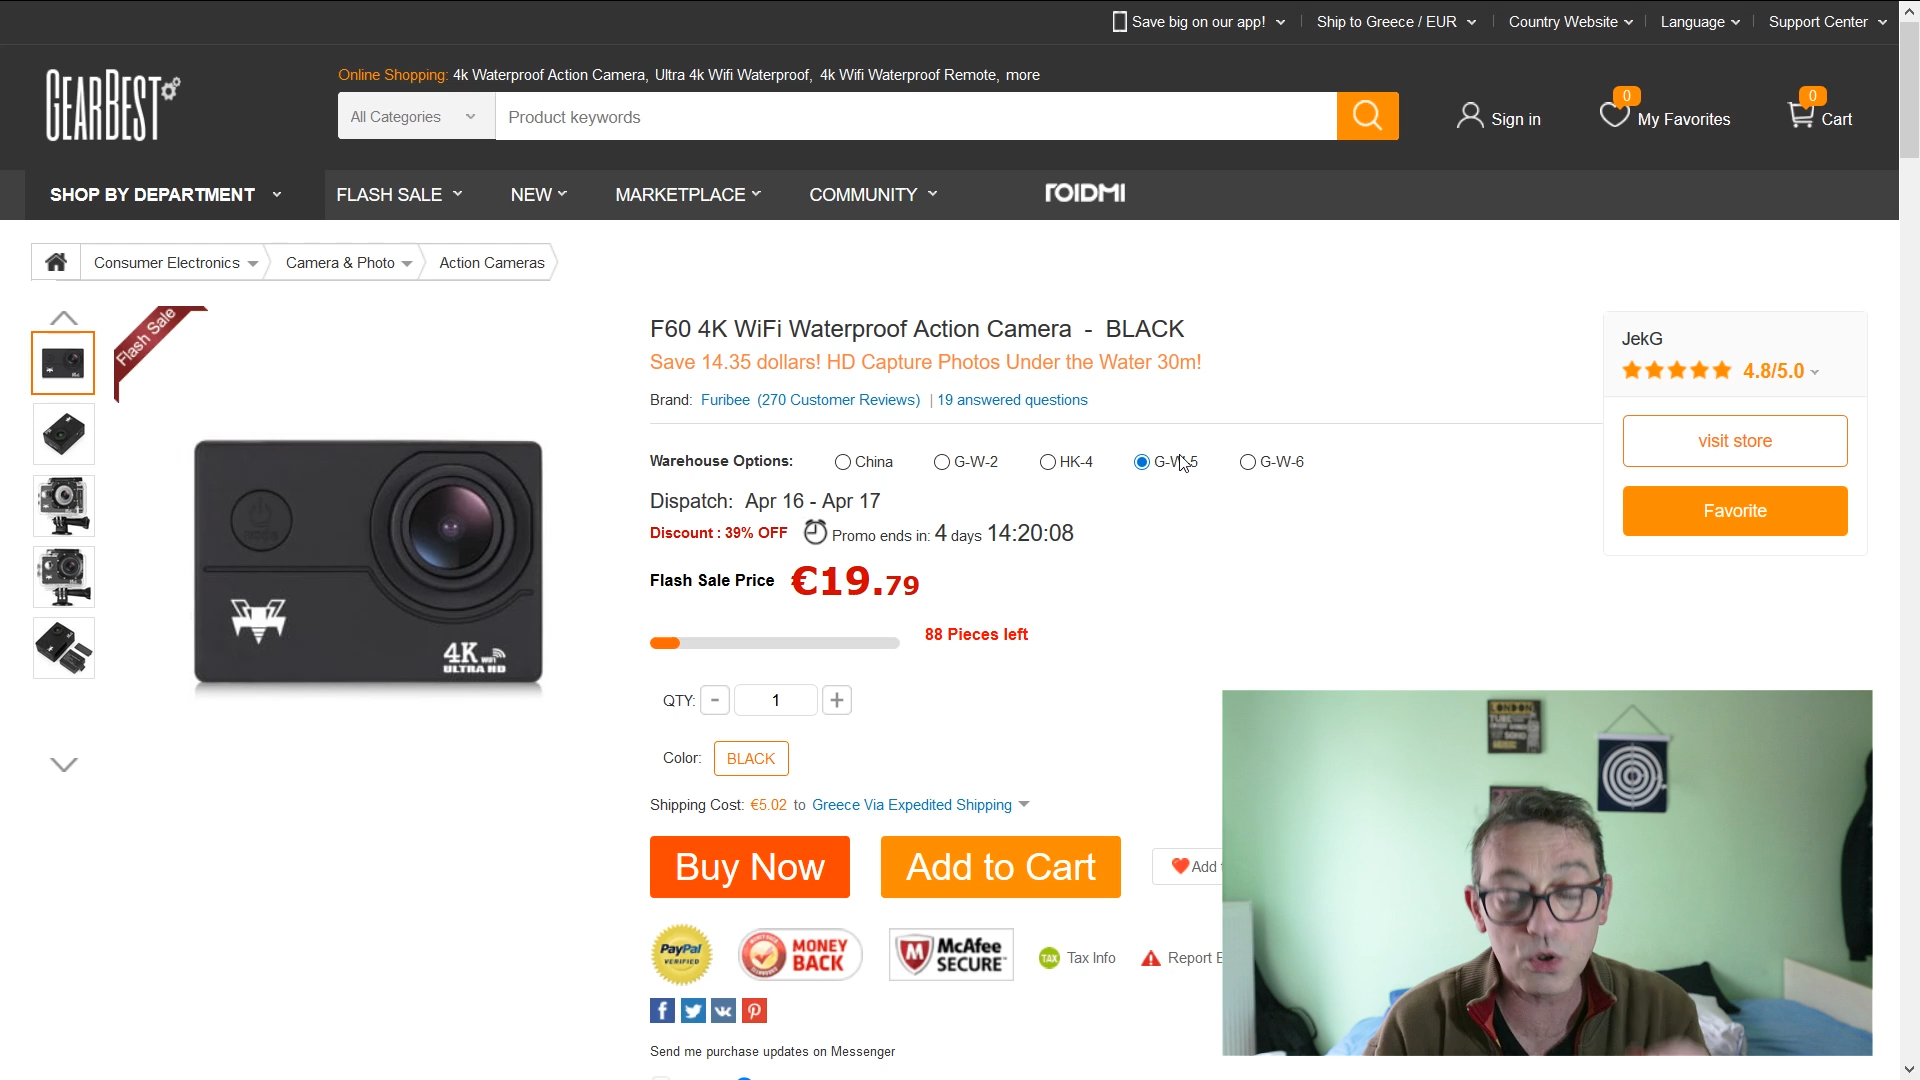 Save big on our app!
Ship to Greece / EUR
Country Website
Language
Support Center
GEARBEST
Online Shopping: 4k Waterproof Action Camera, Ultra 4k Wifi Waterproof, 4k Wifi Waterproof Remote, more
All Categories
Product keywords
Sign in
0
My Favorites
0
Cart
SHOP BY DEPARTMENT
FLASH SALE
NEW
MARKETPLACE
COMMUNITY
ROIDMI
Consumer Electronics
Camera & Photo
Action Cameras
Flash Sale
4K WIFI
ULTRA HD
F60 4K WiFi Waterproof Action Camera - BLACK
Save 14.35 dollars! HD Capture Photos Under the Water 30m!
Brand: Furibee (270 Customer Reviews) | 19 answered questions
Warehouse Options:
China
G-W-2
HK-4
G-W-5
G-W-6
Dispatch: Apr 16 - Apr 17
Discount : 39% OFF
Promo ends in: 4 days 14:20:08
Flash Sale Price €19.79
88 Pieces left
QTY:
-
1
+
Color: BLACK
Shipping Cost: €5.02 to Greece Via Expedited Shipping
Buy Now
Add to Cart
Add
PayPal
VERIFIED
MONEY
BACK
McAfee
SECURE
TAX
Tax Info
Report
Send me purchase updates on Messenger
JekG
4.8/5.0
visit store
Favorite
LONDON
TUBE
SOHO